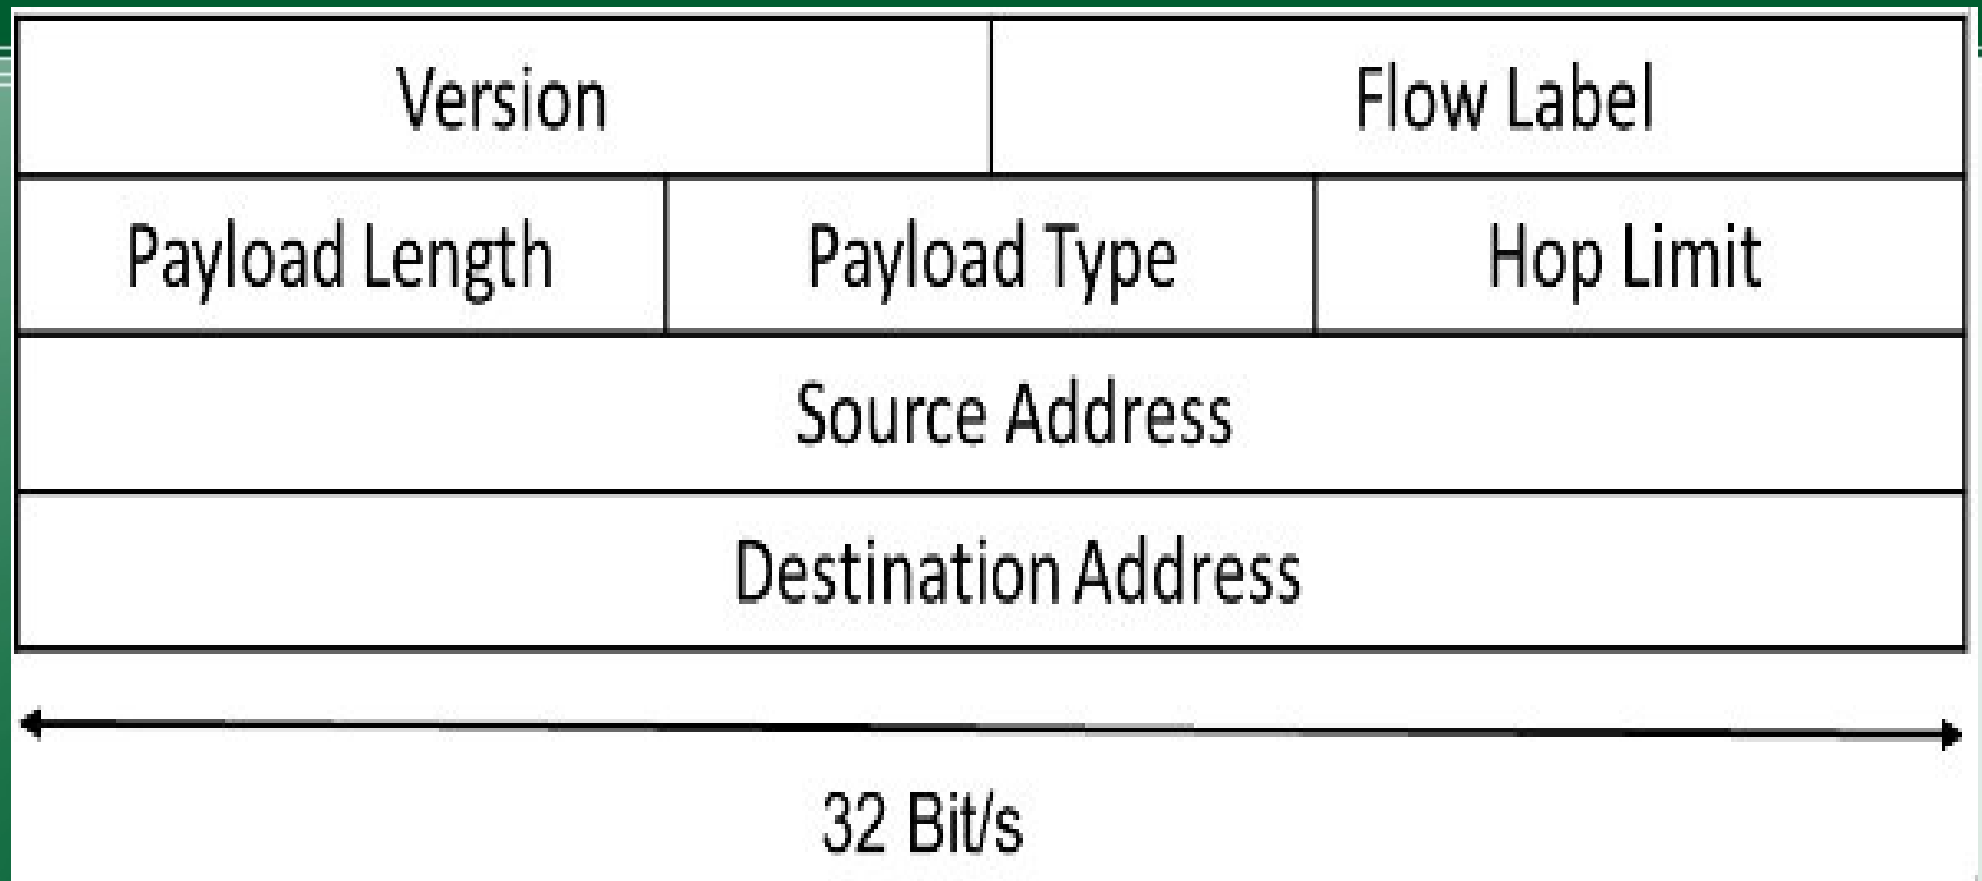 Version Flow Label
Payload Length Payload Type Hop Limit
Source Address
Destination Address
32 Bit/s